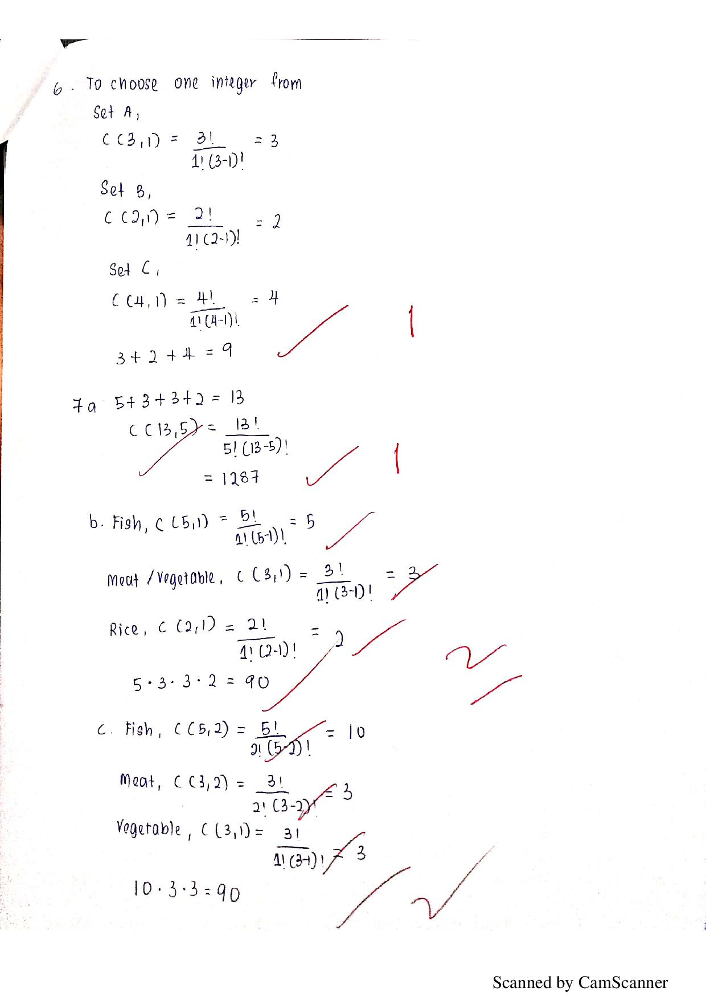 6. To choose one integer from
Set A,
C(3,1) = 3! / 1!(3-1)! = 3
Set B,
C(2,1) = 2! / 1!(2-1)! = 2
Set C,
C(4,1) = 4! / 1!(4-1)! = 4
3 + 2 + 4 = 9
1
7a 5 + 3 + 3 + 2 = 13
C(13,5) = 13! / 5!(13-5)!
= 1287
1
b. Fish, C(5,1) = 5! / 1!(5-1)! = 5
Meat / Vegetable, C(3,1) = 3! / 1!(3-1)! = 3
Rice, C(2,1) = 2! / 1!(2-1)! = 2
2
5 · 3 · 3 · 2 = 90
c. Fish, C(5,2) = 5! / 2!(5-2)! = 10
Meat, C(3,2) = 3! / 2!(3-2)! = 3
Vegetable, C(3,1) = 3! / 1!(3-1)! = 3
10 · 3 · 3 = 90
2
Scanned by CamScanner